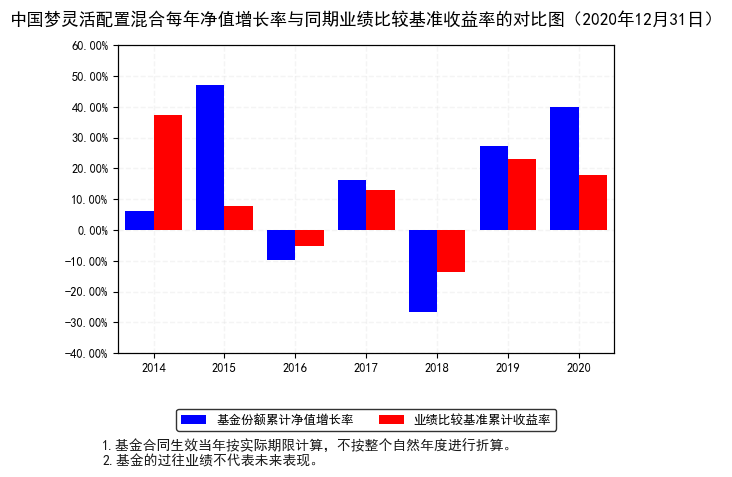 中国梦灵活配置混合每年净值增长率与同期业绩比较基准收益率的对比图（2020年12月31日）
60.00%
50.00%
40.00%
30.00%
20.00%
10.00%
0.00%
−10.00%
−20.00%
−30.00%
−40.00%
2014 2015 2016 2017 2018 2019 2020
基金份额累计净值增长率 业绩比较基准累计收益率
1.基金合同生效当年按实际期限计算，不按整个自然年度进行折算。
2.基金的过往业绩不代表未来表现。